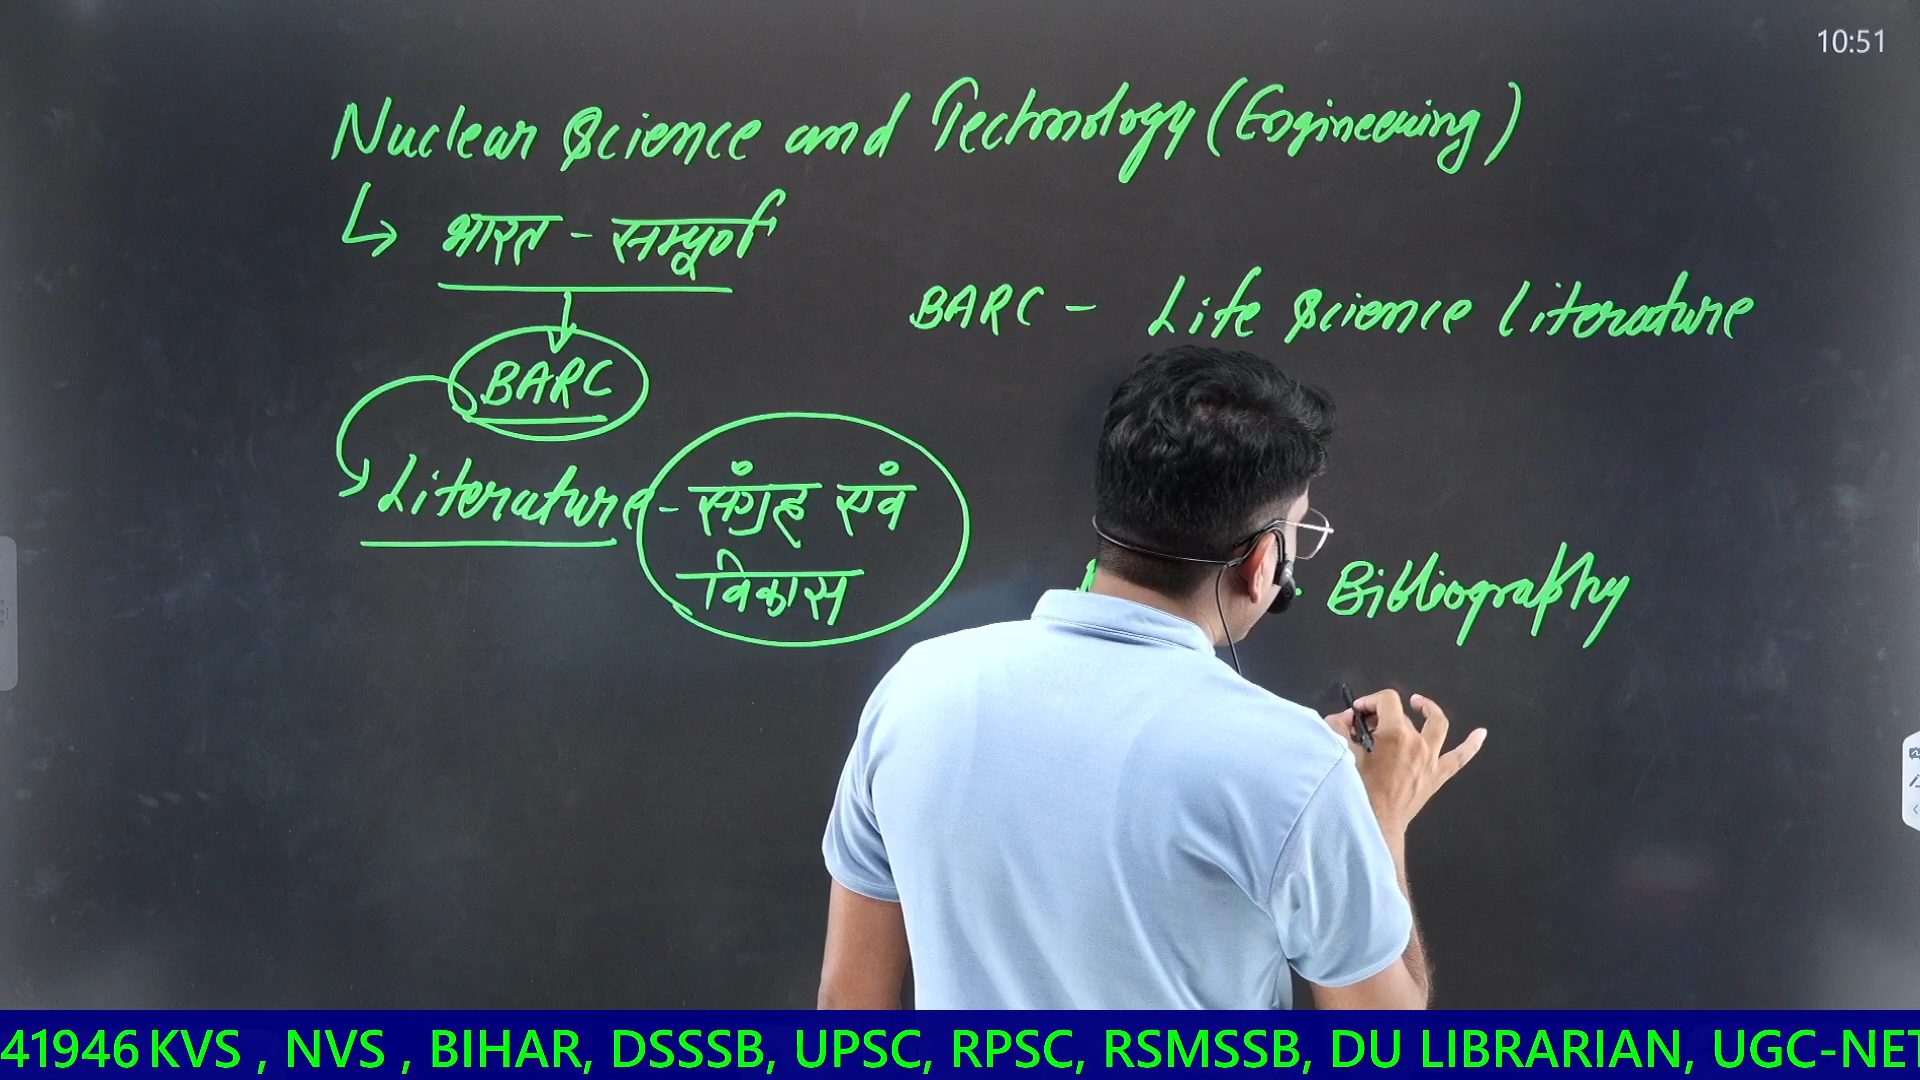 10:51
Nuclear Science and Technology (Engineering)
↳ भारत - सम्पूर्ण
BARC - Life Science Literature
BARC
Literature - संग्रह एवं
विकास
Bibliography
41946 KVS , NVS , BIHAR, DSSSB, UPSC, RPSC, RSMSSB, DU LIBRARIAN, UGC-NET